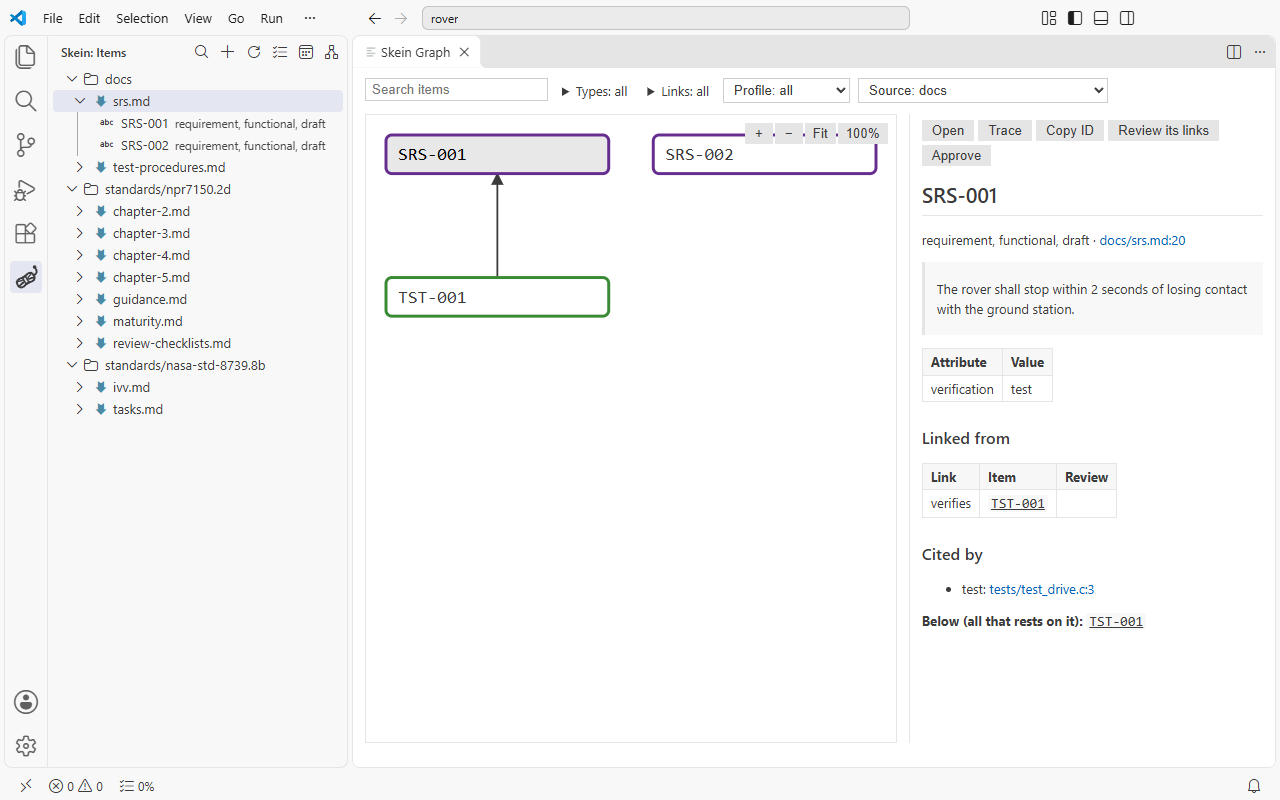 File Edit Selection View Go Run ···
rover
Skein: Items
docs
srs.md
abc SRS-001 requirement, functional, draft
abc SRS-002 requirement, functional, draft
test-procedures.md
standards/npr7150.2d
chapter-2.md
chapter-3.md
chapter-4.md
chapter-5.md
guidance.md
maturity.md
review-checklists.md
standards/nasa-std-8739.8b
ivv.md
tasks.md
0 0 0%
Skein Graph
Search items
Types: all
Links: all
Profile: all
Source: docs
+ − Fit 100%
SRS-001
SRS-002
TST-001
Open Trace Copy ID Review its links
Approve
SRS-001
requirement, functional, draft · docs/srs.md:20
The rover shall stop within 2 seconds of losing contact
with the ground station.
Attribute Value
verification test
Linked from
Link Item Review
verifies TST-001
Cited by
• test: tests/test_drive.c:3
Below (all that rests on it): TST-001